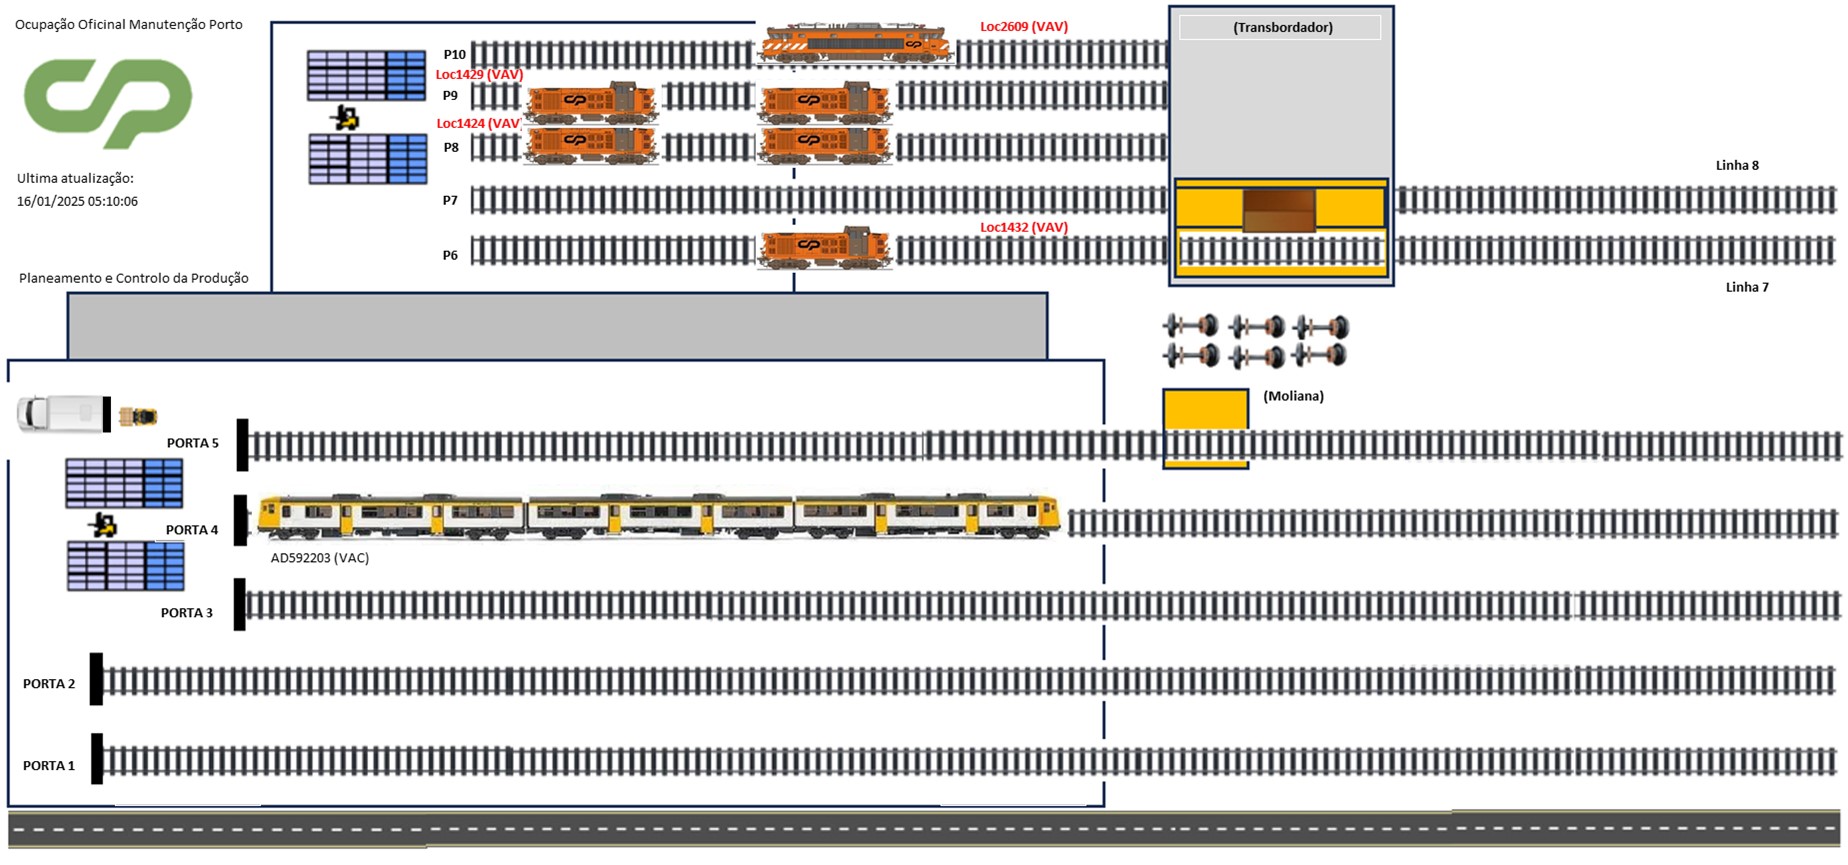 Ocupação Oficinal Manutenção Porto
Loc2609 (VAV)
(Transbordador)
P10
Loc1429 (VAV)
P9
Loc1424 (VAV)
P8
Linha 8
Ultima atualização:
16/01/2025 05:10:06
P7
Loc1432 (VAV)
P6
Planeamento e Controlo da Produção
Linha 7
(Moliana)
PORTA 5
PORTA 4
AD592203 (VAC)
PORTA 3
PORTA 2
PORTA 1